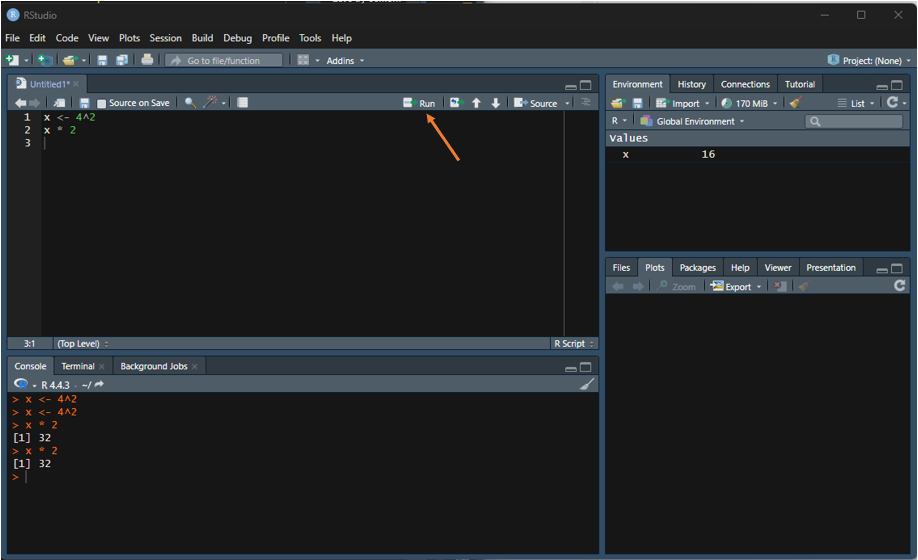 RStudio
File Edit Code View Plots Session Build Debug Profile Tools Help
Go to file/function Addins Project: (None)
Untitled1*
Source on Save Run Source
1 x <- 4^2
2 x * 2
3
3:1 (Top Level) R Script
Console Terminal Background Jobs
R 4.4.3 · ~/
> x <- 4^2
> x <- 4^2
> x * 2
[1] 32
> x * 2
[1] 32
>
Environment History Connections Tutorial
Import 170 MiB List
R Global Environment
Values
x 16
Files Plots Packages Help Viewer Presentation
Zoom Export